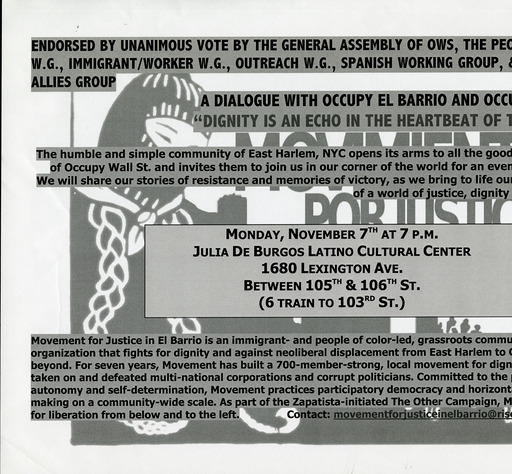 ENDORSED BY UNANIMOUS VOTE BY THE GENERAL ASSEMBLY OF OWS, THE
W.G., IMMIGRANT/WORKER W.G., OUTREACH W.G., SPANISH WORKING GROUP,
ALLIES GROUP
A DIALOGUE WITH OCCUPY EL BARRIO AND
"DIGNITY IS AN ECHO IN THE HEARTBEAT OF
The humble and simple community of East Harlem, NYC opens its arms to all the good
of Occupy Wall St. and invites them to join us in our corner of the world for an
We will share our stories of resistance and memories of victory, as we bring to life
of a world of justice, dignity
POR JUSTIC
MONDAY, NOVEMBER 7TH AT 7 P.M.
JULIA DE BURGOS LATINO CULTURAL CENTER
1680 LEXINGTON AVE.
BETWEEN 105TH & 106TH ST.
(6 TRAIN TO 103RD ST.)
Movement for Justice in El Barrio is an immigrant- and people of color-led, grassroots
organization that fights for dignity and against neoliberal displacement from East Harlem to
beyond. For seven years, Movement has built a 700-member-strong, local movement for
taken on and defeated multi-national corporations and corrupt politicians. Committed to the
autonomy and self-determination, Movement practices participatory democracy and
making on a community-wide scale. As part of the Zapatista-initiated The Other Campaign,
for liberation from below and to the left. Contact: movementforjusticeinelbarrio@